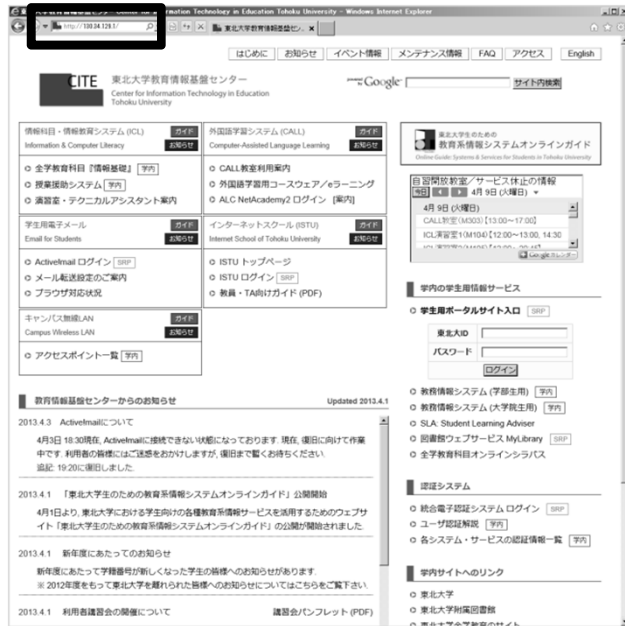 Information Technology in Education Tohoku University - Windows Internet Explorer
http://130.34.128.1/
東北大学教育情報基盤セン...
はじめに お知らせ イベント情報 メンテナンス情報 FAQ アクセス English
CITE 東北大学教育情報基盤センター
Center for Information Technology in Education
Tohoku University
Google サイト内検索
情報科目・情報教育システム (ICL) ガイド
Information & Computer Literacy お知らせ
全学教育科目『情報基礎』 学内
授業援助システム 学内
演習室・テクニカルアシスタント案内
外国語学習システム (CALL) ガイド
Computer-Assisted Language Learning お知らせ
CALL教室利用案内
外国語学習用コースウェア／eラーニング
ALC NetAcademy2 ログイン [案内]
学生用電子メール ガイド
Email for Students お知らせ
Active!mail ログイン SRP
メール転送設定のご案内
ブラウザ対応状況
インターネットスクール (ISTU) ガイド
Internet School of Tohoku University お知らせ
ISTU トップページ
ISTU ログイン SRP
教員・TA向けガイド (PDF)
キャンパス無線LAN ガイド
Campus Wireless LAN お知らせ
アクセスポイント一覧 学内
教育情報基盤センターからのお知らせ Updated 2013.4.1
2013.4.3 Active!mailについて
4月3日 18:30現在, Active!mailに接続できない状態になっております. 現在, 復旧に向けて作業
中です. 利用者の皆様にはご迷惑をおかけしますが, 復旧まで暫くお待ちください.
追記: 19:20に復旧しました.
2013.4.1 「東北大学生のための教育系情報システムオンラインガイド」公開開始
4月1日より, 東北大学における学生向けの各種教育系情報サービスを活用するためのウェブサ
イト「東北大学生のための教育系情報システムオンラインガイド」の公開が開始されました.
2013.4.1 新年度にあたってのお知らせ
新年度にあたって学籍番号が新しくなった学生の皆様へのお知らせがあります.
※ 2012年度をもって東北大学を離れられた皆様へのお知らせについてはこちらをご覧下さい.
2013.4.1 利用者講習会の開催について 講習会パンフレット (PDF)
東北大学生のための
教育系情報システムオンラインガイド
Online Guide: Systems & Services for Students in Tohoku University
自習開放教室／サービス休止の情報
今日 4月 9日 (火曜日)
4月 9日 (火曜日)
CALL教室(M303)【13:00～17:00】
ICL演習室1(M104)【12:00～13:00, 14:30
Google カレンダー
学内の学生用情報サービス
学生用ポータルサイト入口 SRP
東北大ID
パスワード
ログイン
教務情報システム (学部生用) 学内
教務情報システム (大学院生用) 学内
SLA: Student Learning Adviser
図書館ウェブサービス MyLibrary SRP
全学教育科目オンラインシラバス
認証システム
統合電子認証システム ログイン SRP
ユーザ認証解説 学内
各システム・サービスの認証情報一覧 学内
学内サイトへのリンク
東北大学
東北大学附属図書館
東北大学全学教育のサイト